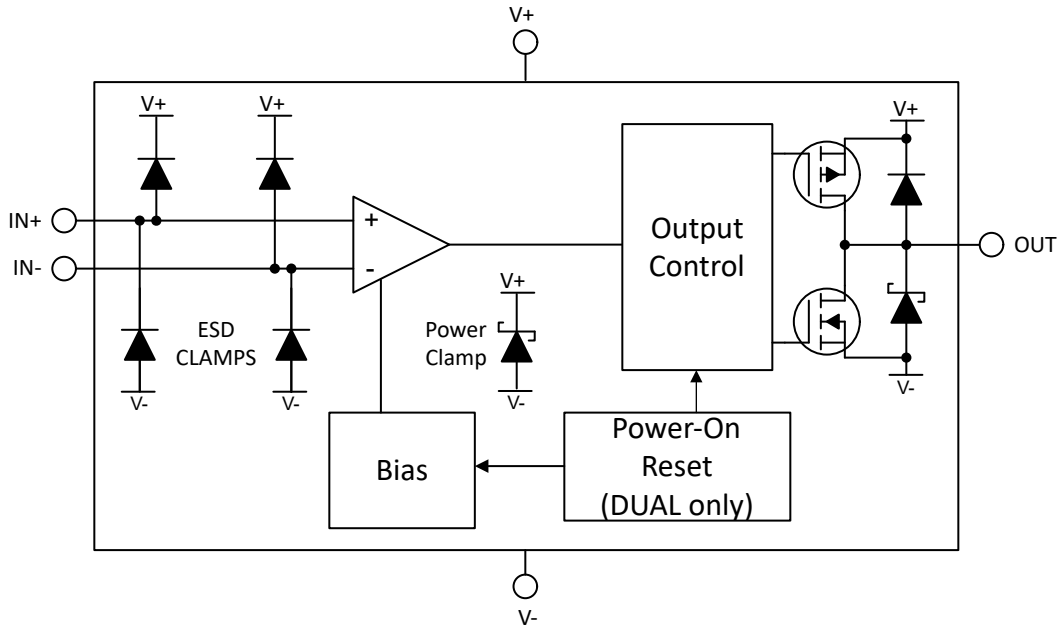 V+
V+
V+
V+
IN+
IN-
+
-
Output
Control
OUT
V+
Power
Clamp
V-
ESD
CLAMPS
V-
V-
V-
Bias
Power-On
Reset
(DUAL only)
V-